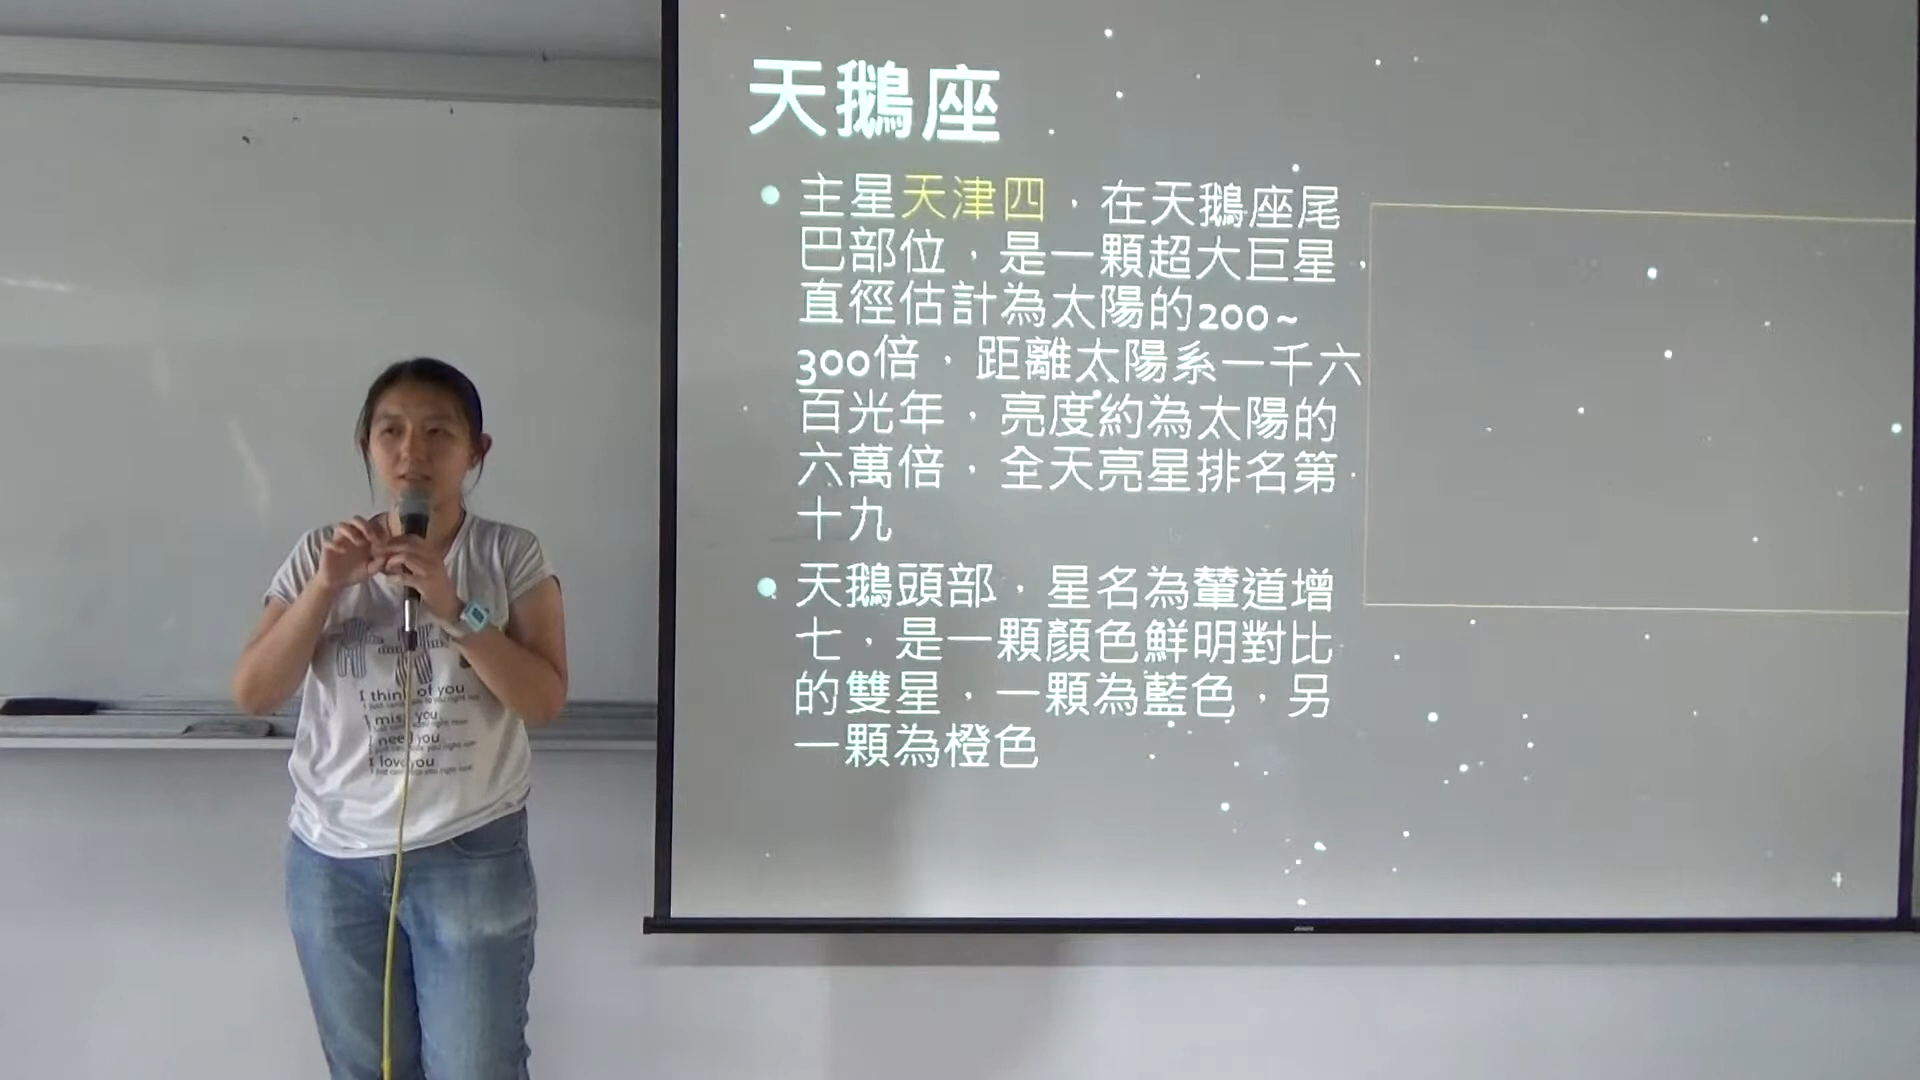 天鵝座
主星天津四，在天鵝座尾
巴部位，是一顆超大巨星，
直徑估計為太陽的200~
300倍，距離太陽系一千六
百光年，亮度約為太陽的
六萬倍，全天亮星排名第
十九
天鵝頭部，星名為輦道增
七，是一顆顏色鮮明對比
的雙星，一顆為藍色，另
一顆為橙色
I think of you
I miss you
I need you
I love you